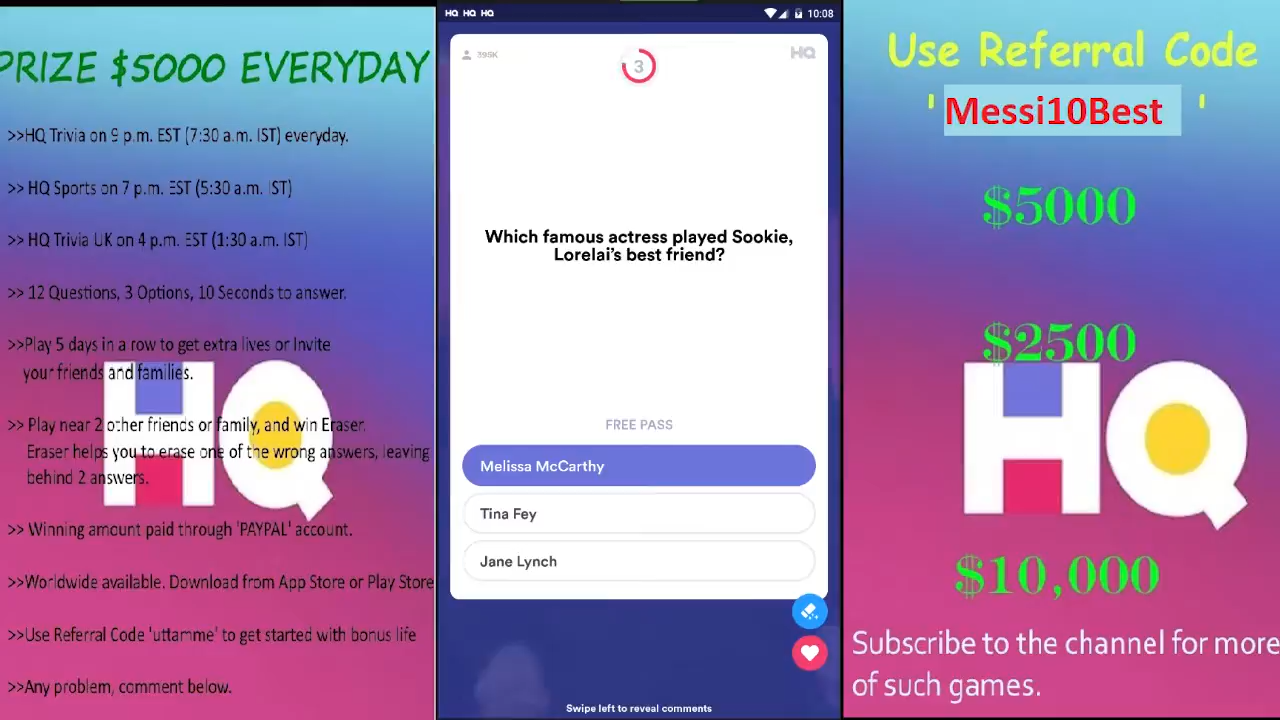 PRIZE $5000 EVERYDAY
>>HQ Trivia on 9 p.m. EST (7:30 a.m. IST) everyday.
>> HQ Sports on 7 p.m. EST (5:30 a.m. IST)
>> HQ Trivia UK on 4 p.m. EST (1:30 a.m. IST)
>> 12 Questions, 3 Options, 10 Seconds to answer.
>>Play 5 days in a row to get extra lives or Invite
your friends and families.
>> Play near 2 other friends or family, and win Eraser.
Eraser helps you to erase one of the wrong answers, leaving
behind 2 answers.
>> Winning amount paid through 'PAYPAL' account.
>>Worldwide available. Download from App Store or Play Store
>>Use Referral Code 'uttamme' to get started with bonus life
>>Any problem, comment below.
HQ
HQ HQ HQ 10:08
395K 3 HQ
Which famous actress played Sookie,
Lorelai's best friend?
FREE PASS
Melissa McCarthy
Tina Fey
Jane Lynch
Swipe left to reveal comments
Use Referral Code
' Messi10Best '
$5000
$2500
HQ
$10,000
Subscribe to the channel for more
of such games.